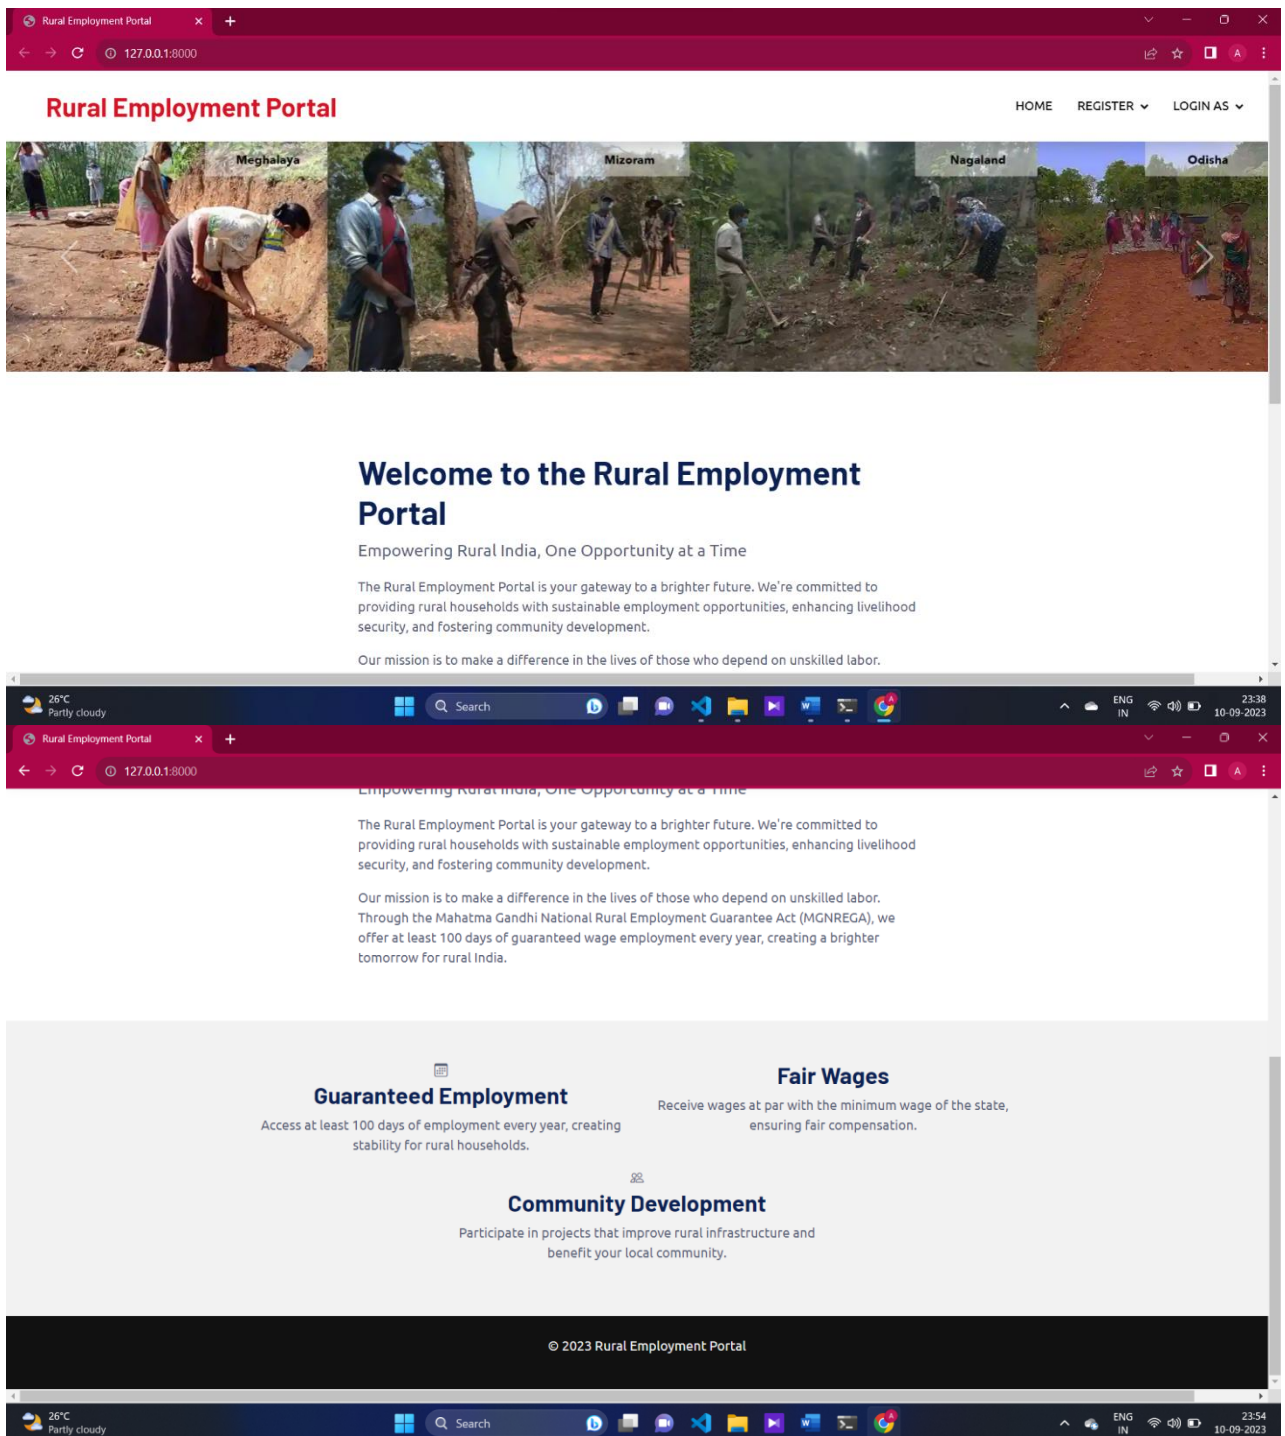 Rural Employment Portal
127.0.0.1:8000
A
Rural Employment Portal
HOME REGISTER LOGIN AS
Meghalaya Mizoram Nagaland Odisha
Welcome to the Rural Employment
Portal
Empowering Rural India, One Opportunity at a Time
The Rural Employment Portal is your gateway to a brighter future. We're committed to
providing rural households with sustainable employment opportunities, enhancing livelihood
security, and fostering community development.
Our mission is to make a difference in the lives of those who depend on unskilled labor.
26°C
Partly cloudy
Search
ENG
IN
23:38
10-09-2023
Rural Employment Portal
127.0.0.1:8000
A
Empowering Rural India, One Opportunity at a Time
The Rural Employment Portal is your gateway to a brighter future. We're committed to
providing rural households with sustainable employment opportunities, enhancing livelihood
security, and fostering community development.
Our mission is to make a difference in the lives of those who depend on unskilled labor.
Through the Mahatma Gandhi National Rural Employment Guarantee Act (MGNREGA), we
offer at least 100 days of guaranteed wage employment every year, creating a brighter
tomorrow for rural India.
Guaranteed Employment
Access at least 100 days of employment every year, creating
stability for rural households.
Fair Wages
Receive wages at par with the minimum wage of the state,
ensuring fair compensation.
Community Development
Participate in projects that improve rural infrastructure and
benefit your local community.
© 2023 Rural Employment Portal
26°C
Partly cloudy
Search
ENG
IN
23:54
10-09-2023